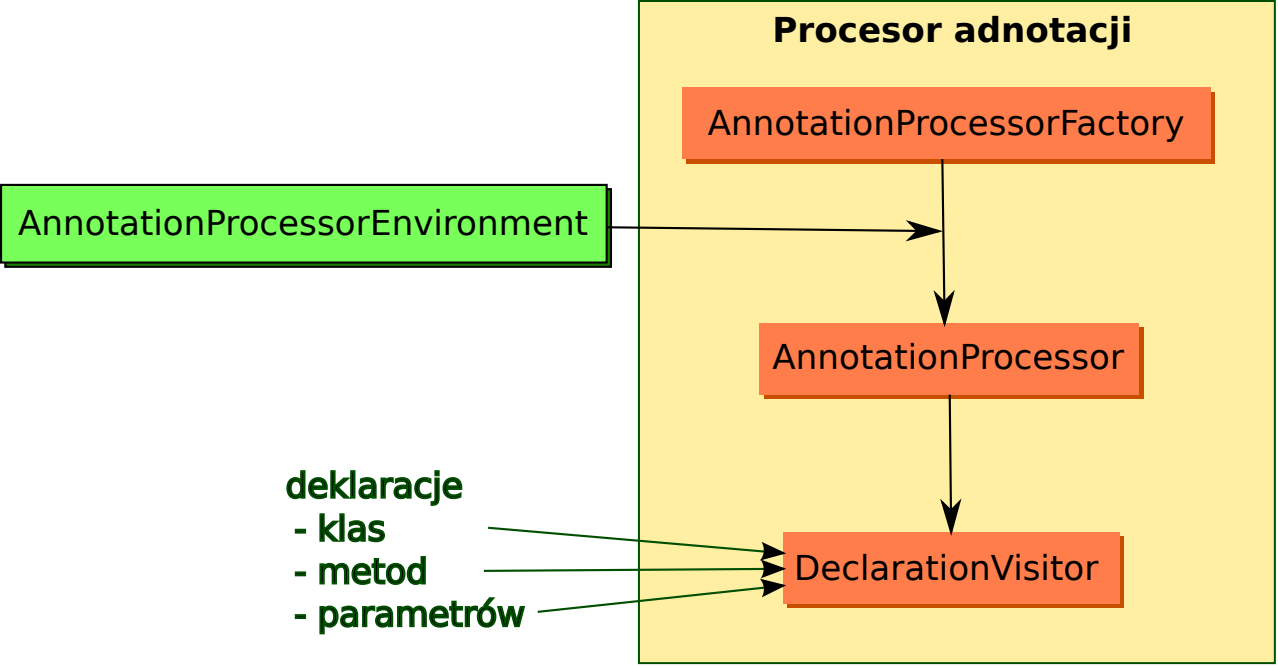 Procesor adnotacji
AnnotationProcessorFactory
AnnotationProcessorEnvironment
AnnotationProcessor
deklaracje
- klas
- metod
- parametrów
DeclarationVisitor